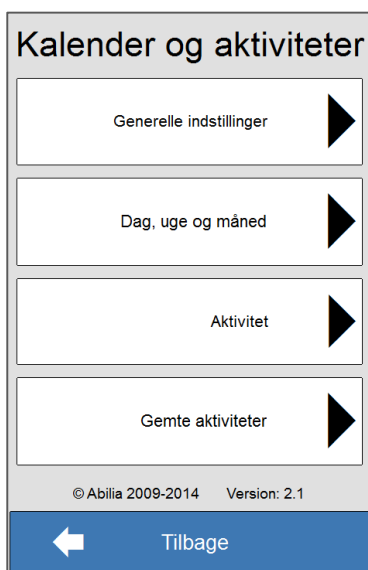 Kalender og aktiviteter
Generelle indstillinger
Dag, uge og måned
Aktivitet
Gemte aktiviteter
© Abilia 2009-2014 Version: 2.1
Tilbage